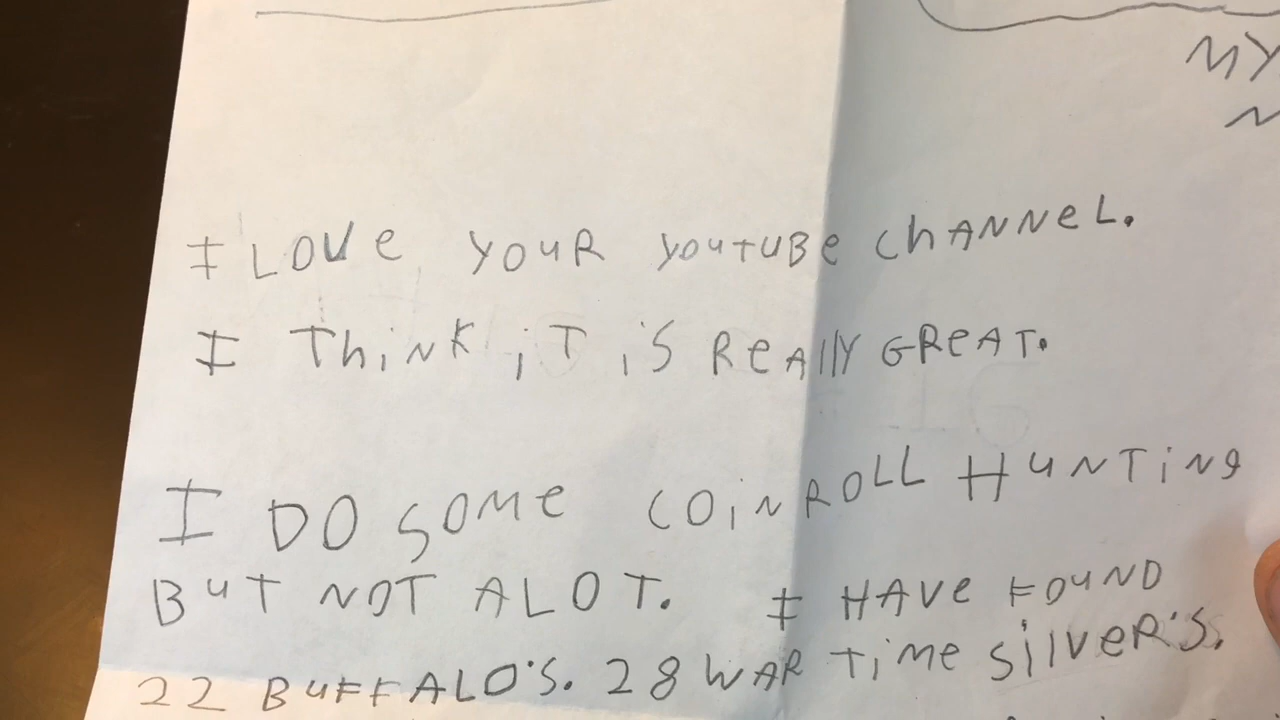 MY
I LOVE YOUR YOUTUBE ChANNEL.
I ThiNK iT iS ReAllY GREAT.
I DO SOME COiNROLL HUNTiNg
BUT NOT ALOT. I HAVE FOUND
22 BUFFALO'S. 28 WAR TiME SilVER'S.